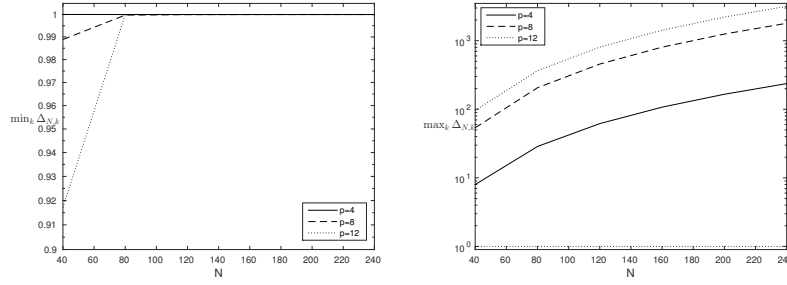 1
0.99
0.98
0.97
0.96
min_k Δ_{N,k}
0.95
0.94
0.93
0.92
0.91
0.9
40 60 80 100 120 140 160 180 200 220 240
N
p=4
p=8
p=12
10^3
10^2
max_k Δ_{N,k}
10^1
10^0
40 60 80 100 120 140 160 180 200 220 240
N
p=4
p=8
p=12